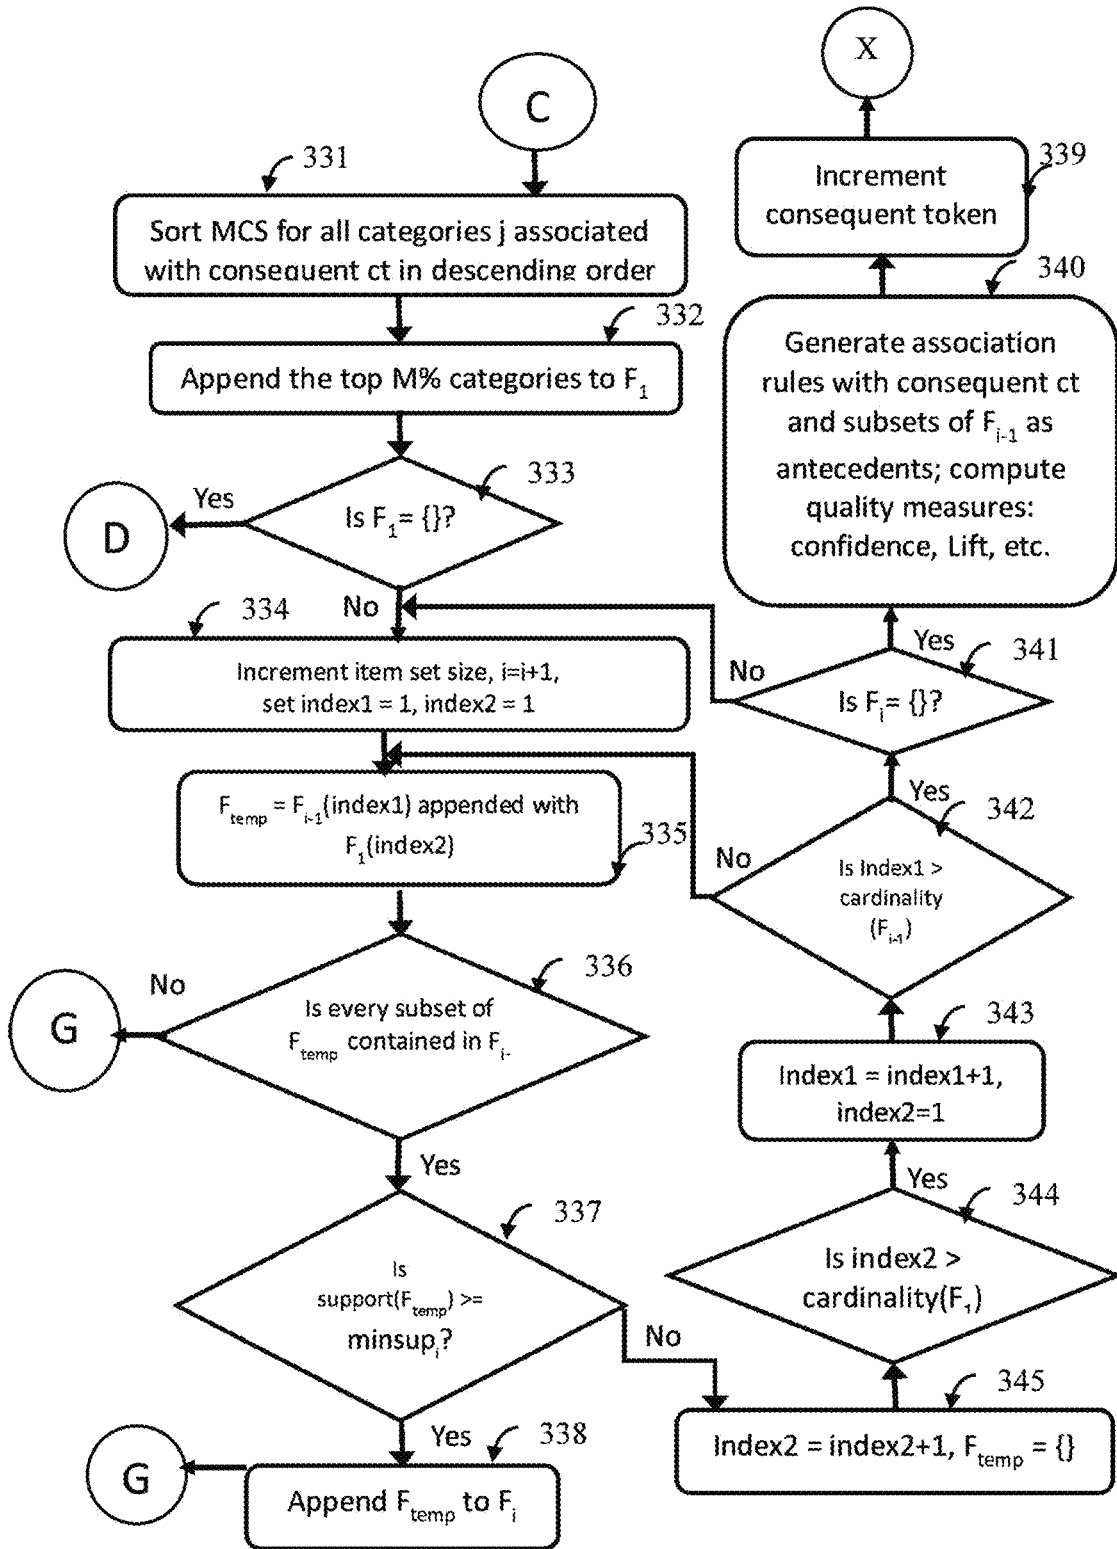 C
331
Sort MCS for all categories j associated
with consequent ct in descending order
332
Append the top M% categories to F1
333
Is F1= {}?
Yes
D
No
334
Increment item set size, i=i+1,
set index1 = 1, index2 = 1
Ftemp = Fi-1(index1) appended with
F1(index2)
335
336
Is every subset of
Ftemp contained in Fi-
No
G
Yes
337
Is
support(Ftemp) >=
minsupi?
No
Yes
338
Append Ftemp to Fi
G
X
339
Increment
consequent token
340
Generate association
rules with consequent ct
and subsets of Fi-1 as
antecedents; compute
quality measures:
confidence, Lift, etc.
Yes
341
No
Is Fi= {}?
Yes
342
No
Is Index1 >
cardinality
(Fi-1)
343
Index1 = index1+1,
index2=1
Yes
344
Is index2 >
cardinality(F1)
345
Index2 = index2+1, Ftemp = {}